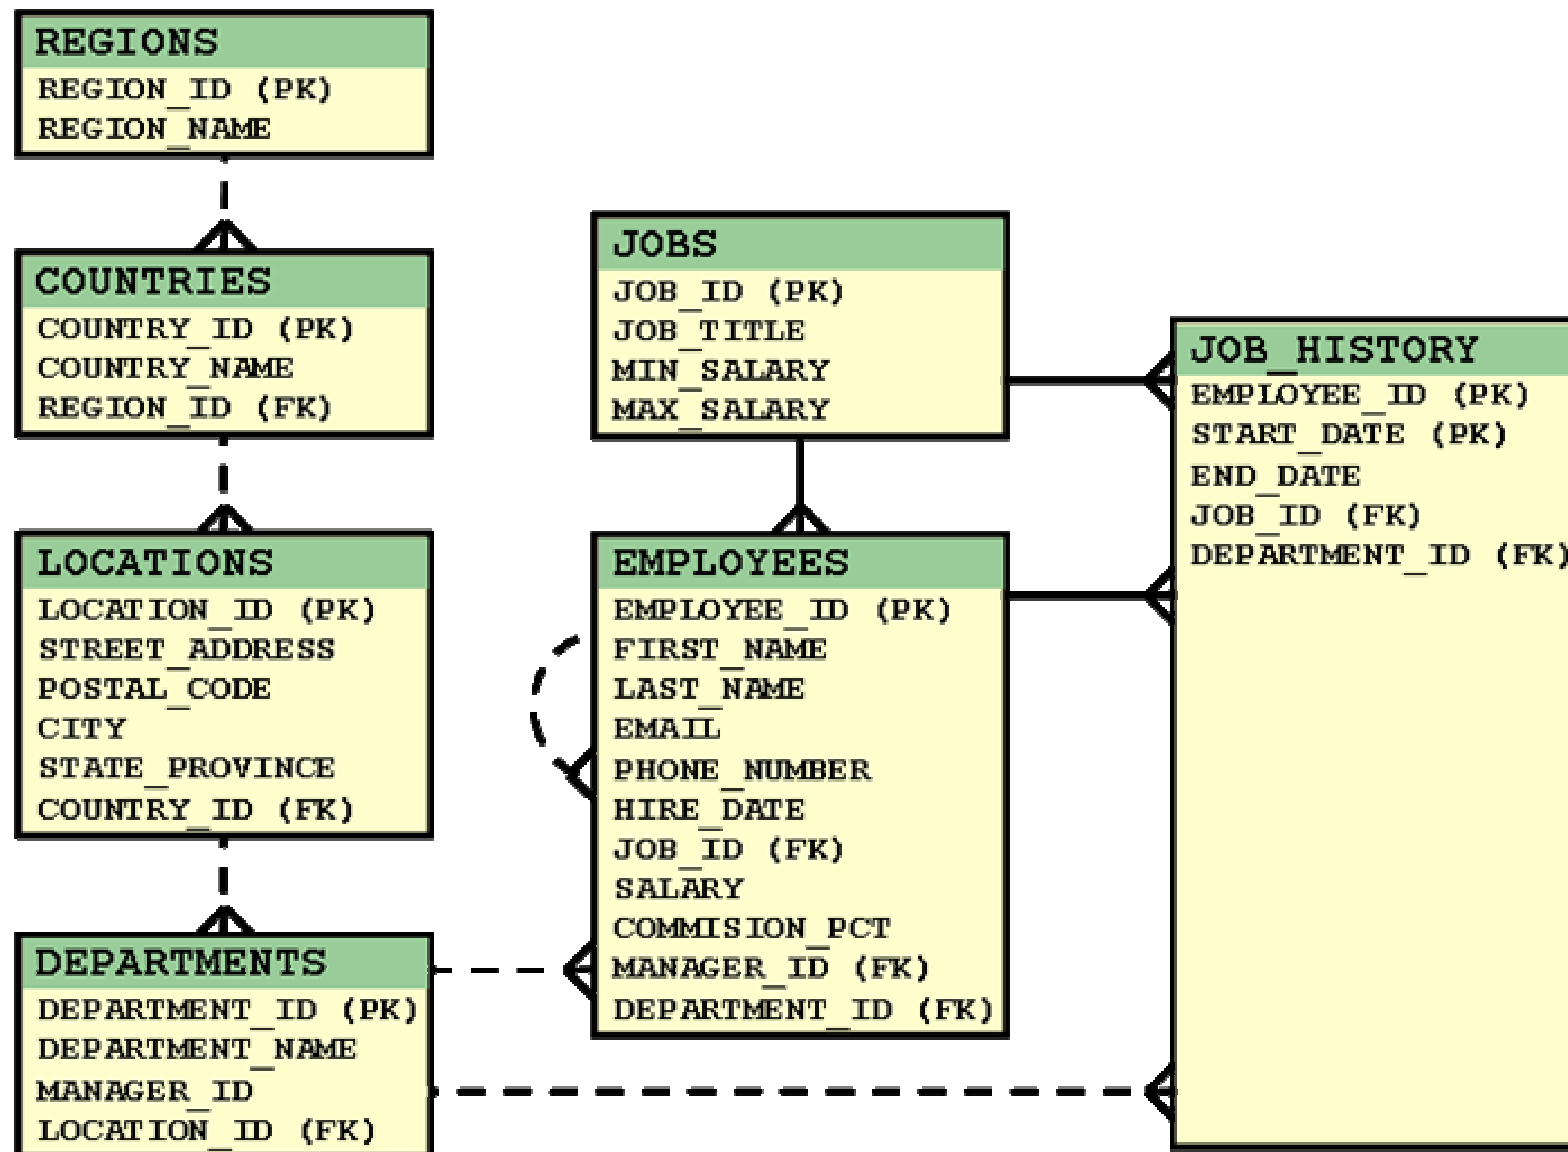 REGIONS
REGION_ID (PK)
REGION_NAME
COUNTRIES
COUNTRY_ID (PK)
COUNTRY_NAME
REGION_ID (FK)
LOCATIONS
LOCATION_ID (PK)
STREET_ADDRESS
POSTAL_CODE
CITY
STATE_PROVINCE
COUNTRY_ID (FK)
DEPARTMENTS
DEPARTMENT_ID (PK)
DEPARTMENT_NAME
MANAGER_ID
LOCATION_ID (FK)
JOBS
JOB_ID (PK)
JOB_TITLE
MIN_SALARY
MAX_SALARY
EMPLOYEES
EMPLOYEE_ID (PK)
FIRST_NAME
LAST_NAME
EMAIL
PHONE_NUMBER
HIRE_DATE
JOB_ID (FK)
SALARY
COMMISION_PCT
MANAGER_ID (FK)
DEPARTMENT_ID (FK)
JOB_HISTORY
EMPLOYEE_ID (PK)
START_DATE (PK)
END_DATE
JOB_ID (FK)
DEPARTMENT_ID (FK)